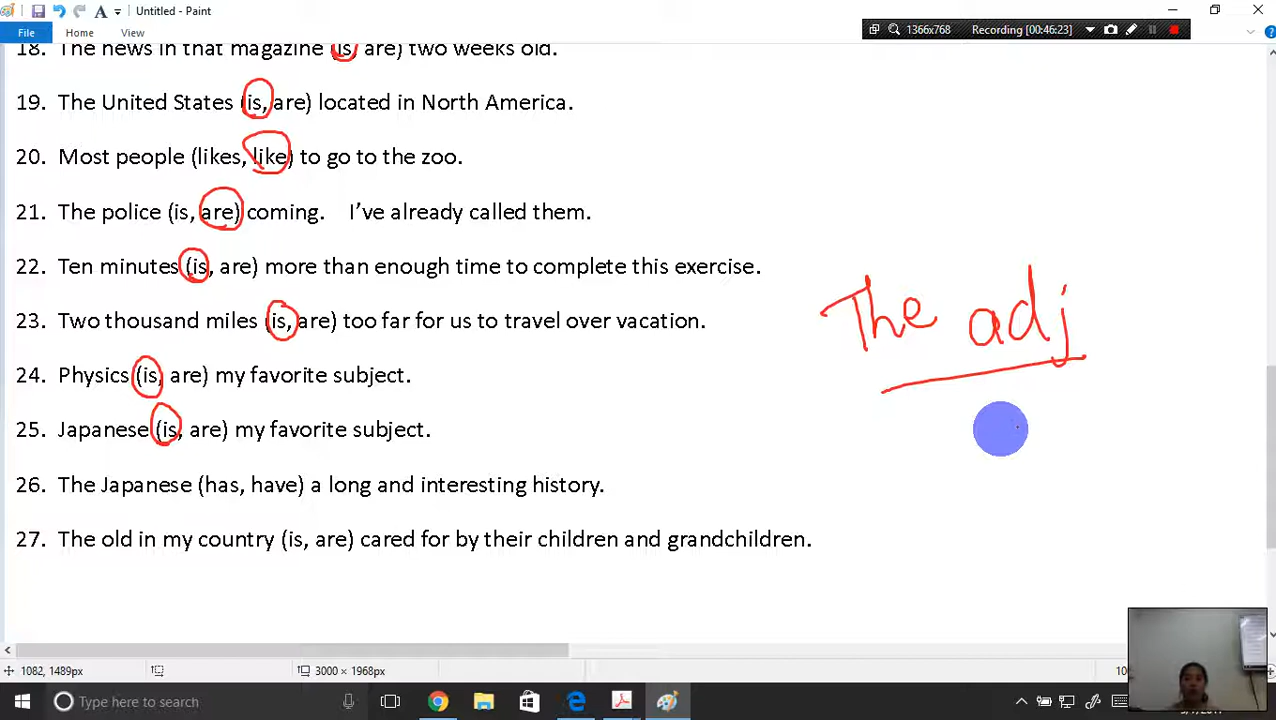 Untitled - Paint
File Home View
1366x768 Recording [00:46:23]
18. The news in that magazine (is, are) two weeks old.
19. The United States (is, are) located in North America.
20. Most people (likes, like) to go to the zoo.
21. The police (is, are) coming. I've already called them.
22. Ten minutes (is, are) more than enough time to complete this exercise.
23. Two thousand miles (is, are) too far for us to travel over vacation.
The adj
24. Physics (is, are) my favorite subject.
25. Japanese (is, are) my favorite subject.
26. The Japanese (has, have) a long and interesting history.
27. The old in my country (is, are) cared for by their children and grandchildren.
1082, 1489px 3000 × 1968px
Type here to search